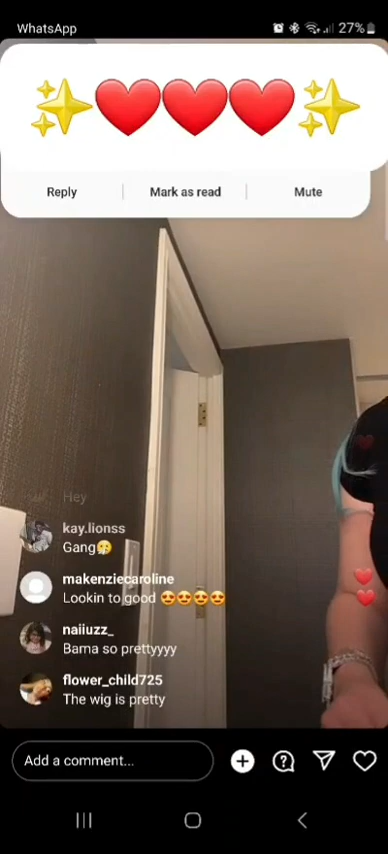 WhatsApp
27%
✨❤️❤️❤️✨
Reply
Mark as read
Mute
Hey
kay.lionss
Gang🥲
makenziecaroline
Lookin to good 😍😍😍😍
naiiuzz_
Bama so prettyyyy
flower_child725
The wig is pretty
Add a comment...